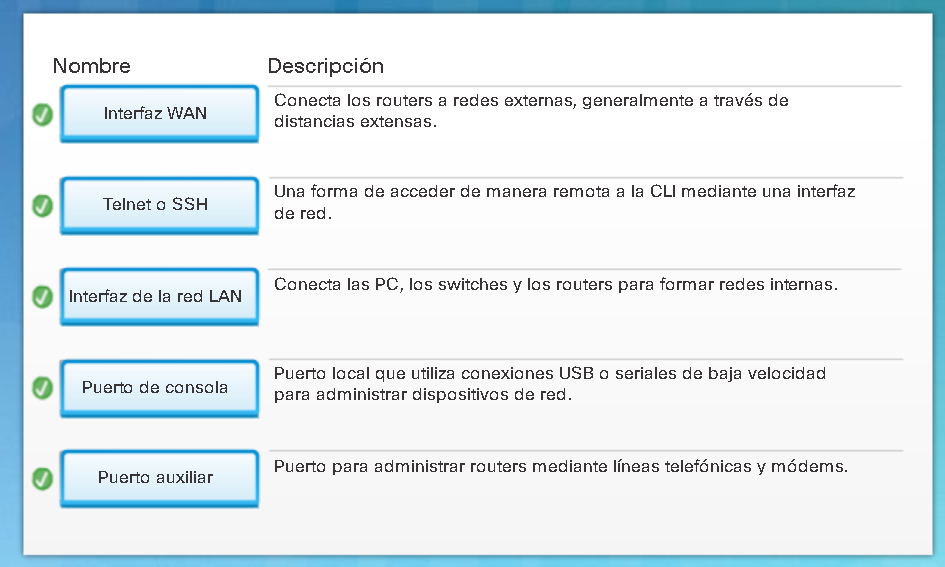 Nombre
Descripción
Interfaz WAN
Conecta los routers a redes externas, generalmente a través de
distancias extensas.
Telnet o SSH
Una forma de acceder de manera remota a la CLI mediante una interfaz
de red.
Interfaz de la red LAN
Conecta las PC, los switches y los routers para formar redes internas.
Puerto de consola
Puerto local que utiliza conexiones USB o seriales de baja velocidad
para administrar dispositivos de red.
Puerto auxiliar
Puerto para administrar routers mediante líneas telefónicas y módems.